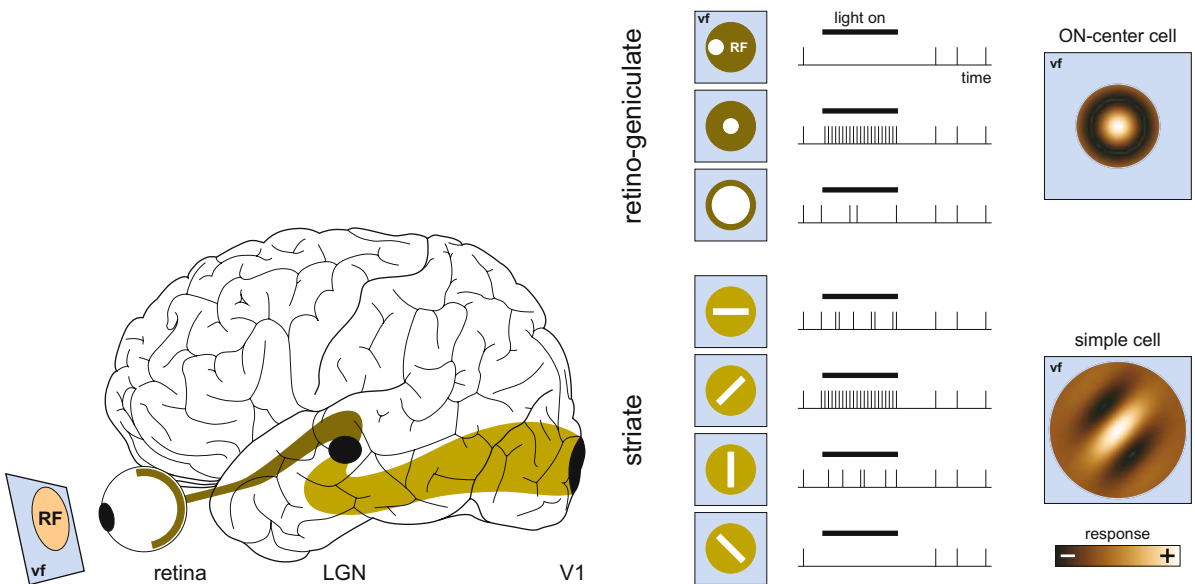 retino-geniculate
vf
RF
light on
time
ON-center cell
vf
striate
simple cell
vf
response
− +
RF
vf
retina
LGN
V1